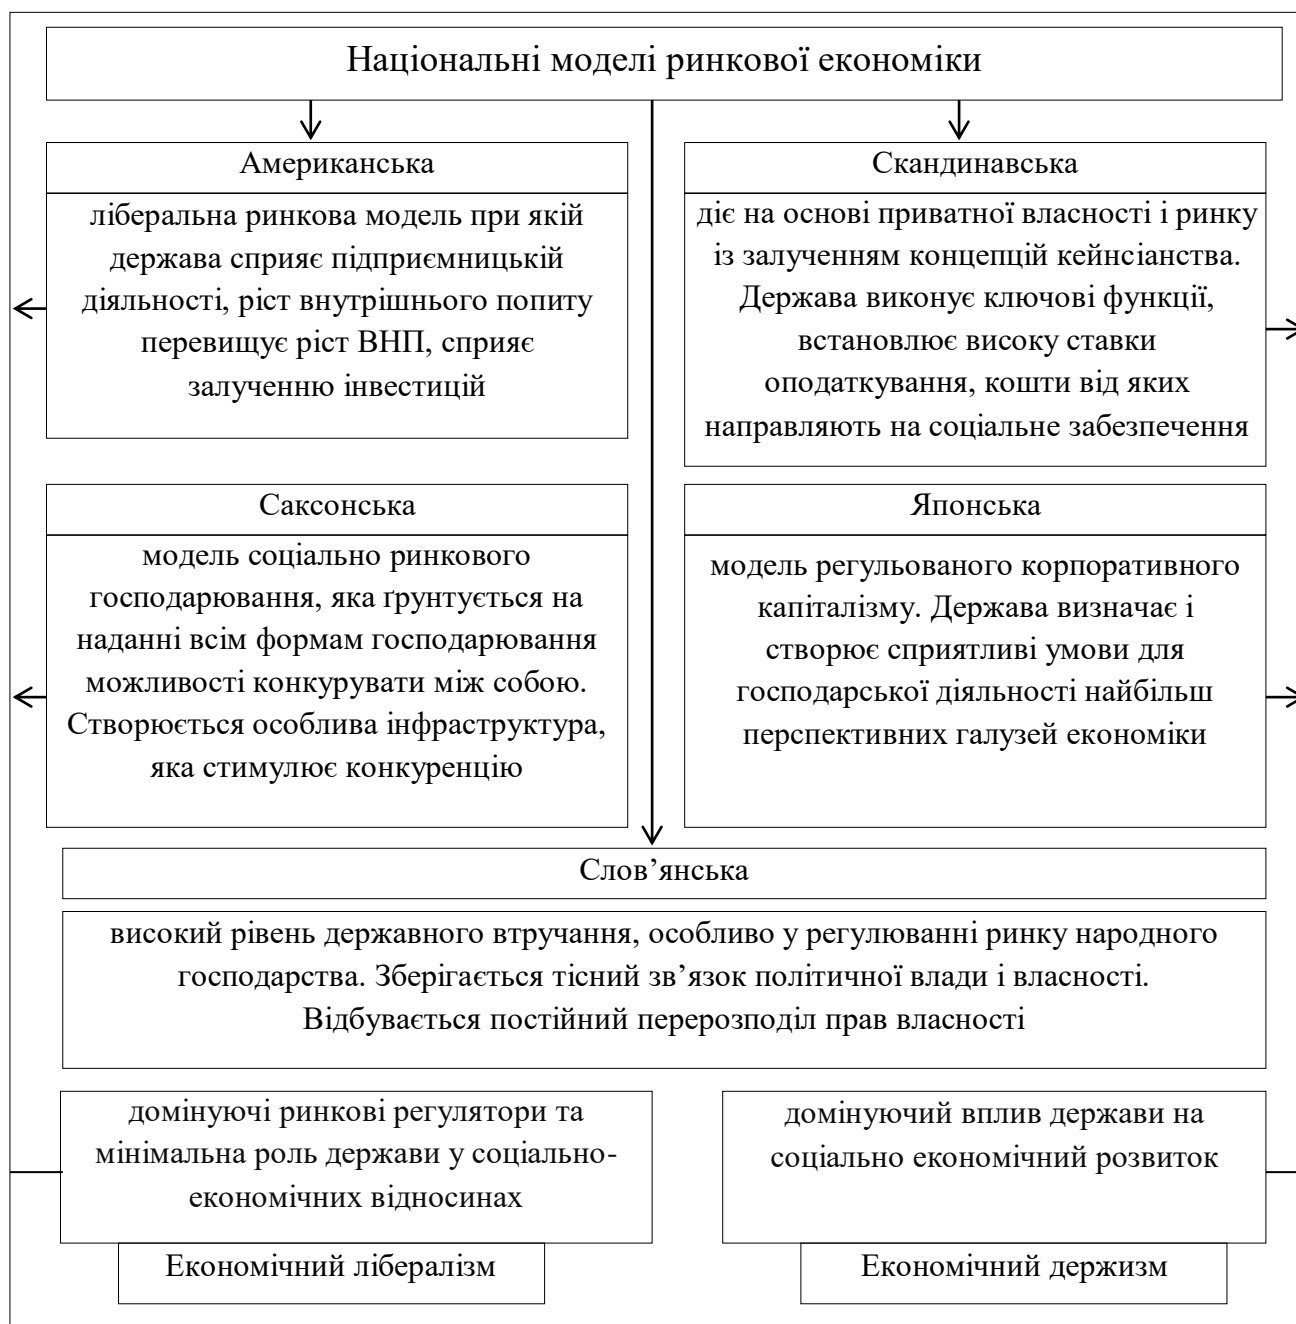 Національні моделі ринкової економіки
Американська
ліберальна ринкова модель при якій
держава сприяє підприємницькій
діяльності, ріст внутрішнього попиту
перевищує ріст ВНП, сприяє
залученню інвестицій
Скандинавська
діє на основі приватної власності і ринку
із залученням концепцій кейнсіанства.
Держава виконує ключові функції,
встановлює високу ставки
оподаткування, кошти від яких
направляють на соціальне забезпечення
Саксонська
модель соціально ринкового
господарювання, яка ґрунтується на
наданні всім формам господарювання
можливості конкурувати між собою.
Створюється особлива інфраструктура,
яка стимулює конкуренцію
Японська
модель регульованого корпоративного
капіталізму. Держава визначає і
створює сприятливі умови для
господарської діяльності найбільш
перспективних галузей економіки
Слов’янська
високий рівень державного втручання, особливо у регулюванні ринку народного
господарства. Зберігається тісний зв’язок політичної влади і власності.
Відбувається постійний перерозподіл прав власності
домінуючі ринкові регулятори та
мінімальна роль держави у соціально-
економічних відносинах
Економічний лібералізм
домінуючий вплив держави на
соціально економічний розвиток
Економічний держизм